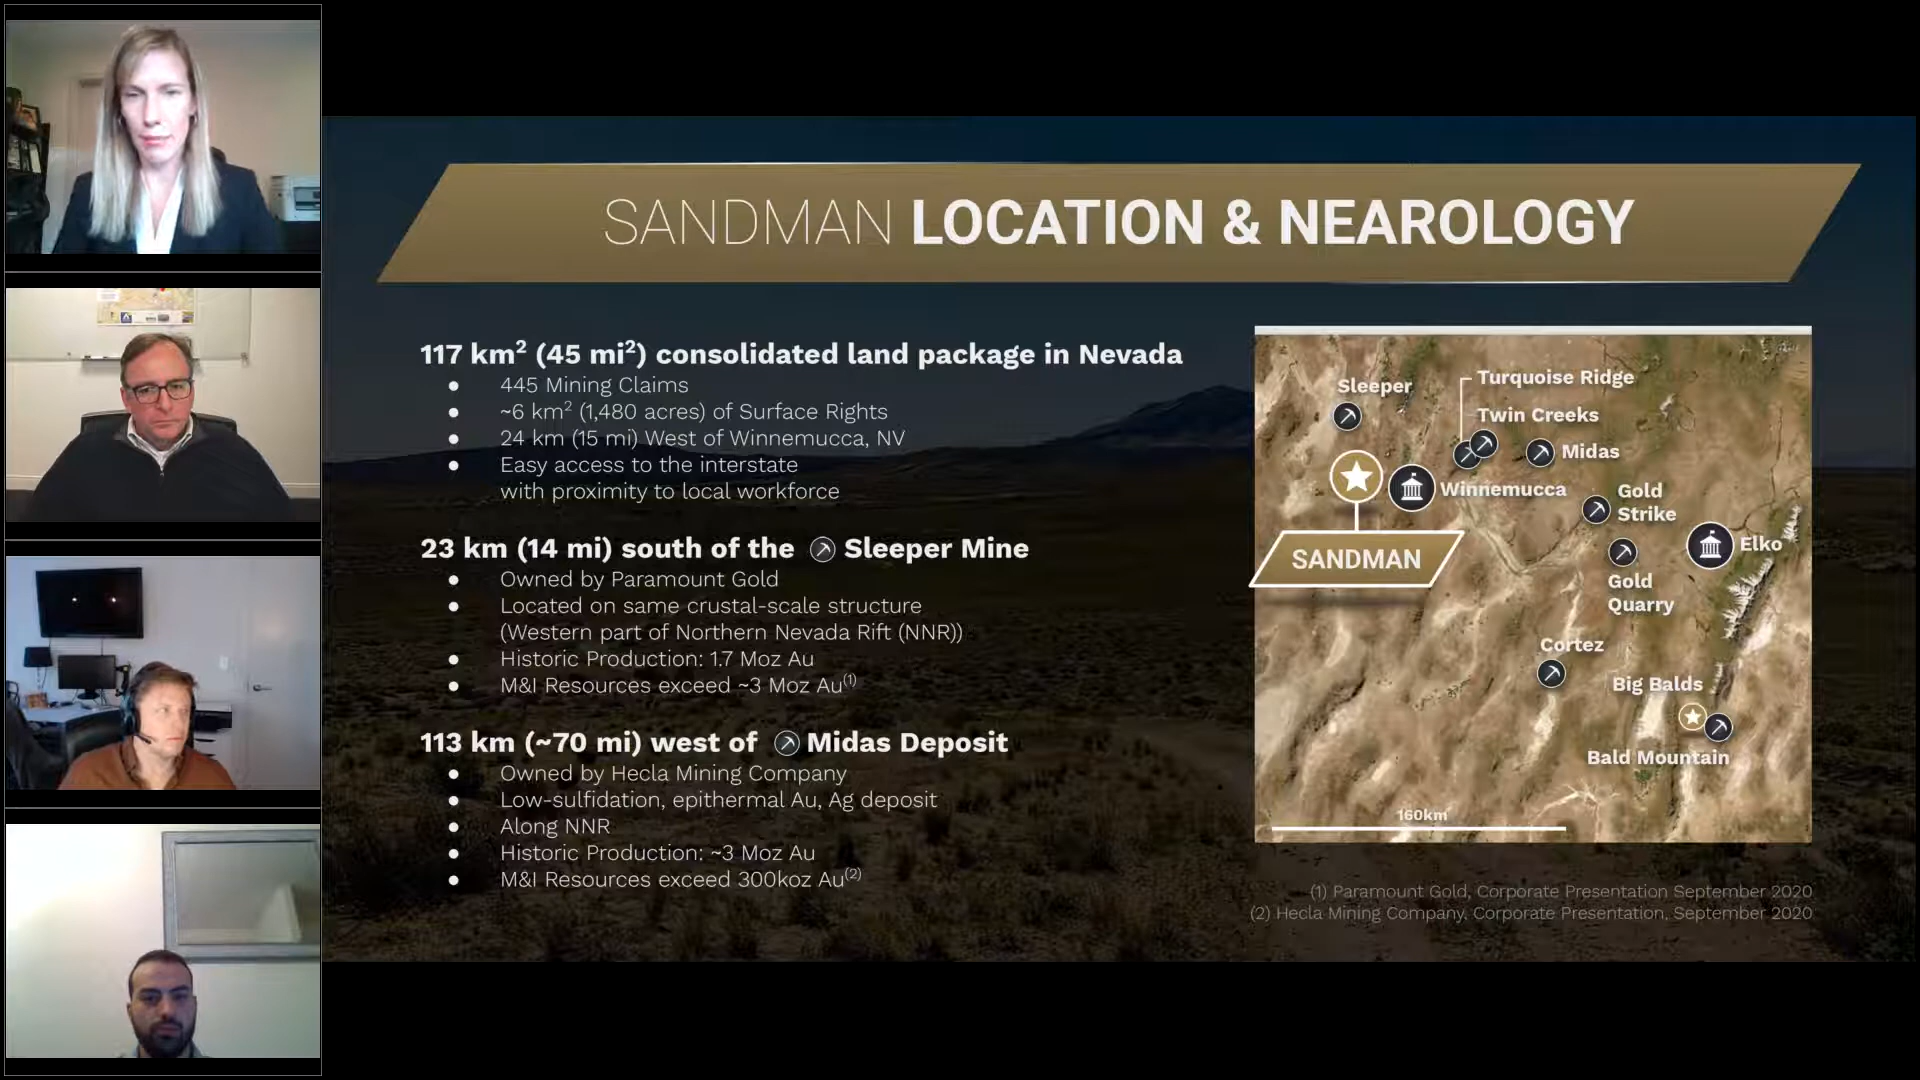 SANDMAN LOCATION & NEAROLOGY
117 km² (45 mi²) consolidated land package in Nevada
● 445 Mining Claims
● ~6 km² (1,480 acres) of Surface Rights
● 24 km (15 mi) West of Winnemucca, NV
● Easy access to the interstate
with proximity to local workforce
23 km (14 mi) south of the Sleeper Mine
● Owned by Paramount Gold
● Located on same crustal-scale structure
(Western part of Northern Nevada Rift (NNR))
● Historic Production: 1.7 Moz Au
● M&I Resources exceed ~3 Moz Au(1)
113 km (~70 mi) west of Midas Deposit
● Owned by Hecla Mining Company
● Low-sulfidation, epithermal Au, Ag deposit
● Along NNR
● Historic Production: ~3 Moz Au
● M&I Resources exceed 300koz Au(2)
Sleeper
Turquoise Ridge
Twin Creeks
Midas
Winnemucca
Gold
Strike
Elko
SANDMAN
Gold
Quarry
Cortez
Big Balds
Bald Mountain
160km
(1) Paramount Gold, Corporate Presentation September 2020
(2) Hecla Mining Company, Corporate Presentation, September 2020